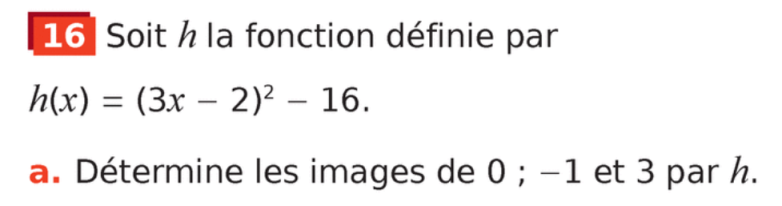 16 Soit h la fonction définie par
h(x) = (3x − 2)² − 16.
a. Détermine les images de 0 ; −1 et 3 par h.